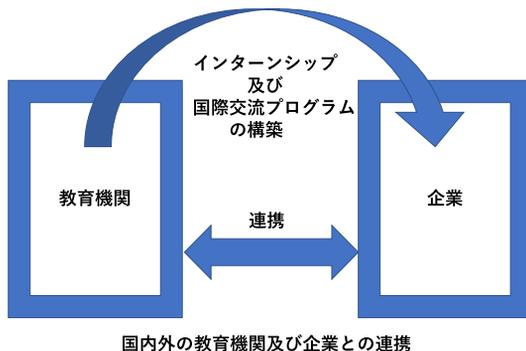 インターンシップ
及び
国際交流プログラム
の構築
教育機関
企業
連携
国内外の教育機関及び企業との連携